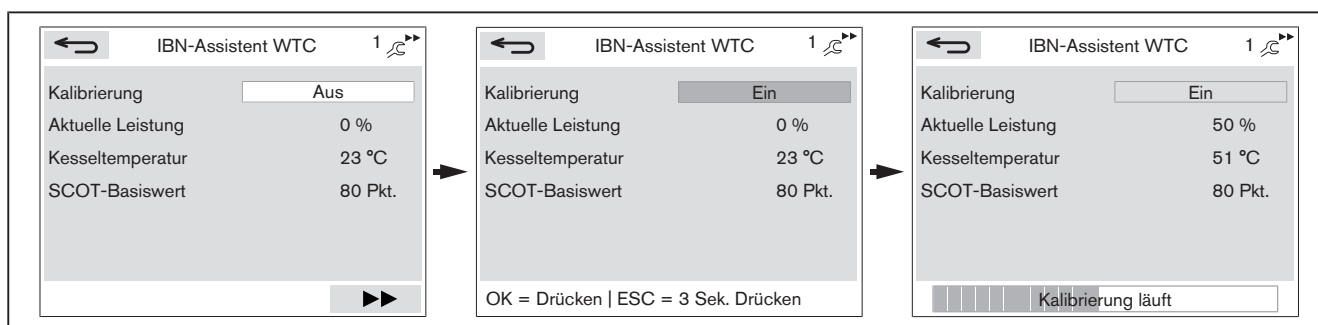 IBN-Assistent WTC 1
Kalibrierung Aus
Aktuelle Leistung 0 %
Kesseltemperatur 23 °C
SCOT-Basiswert 80 Pkt.
IBN-Assistent WTC 1
Kalibrierung Ein
Aktuelle Leistung 0 %
Kesseltemperatur 23 °C
SCOT-Basiswert 80 Pkt.
OK = Drücken | ESC = 3 Sek. Drücken
IBN-Assistent WTC 1
Kalibrierung Ein
Aktuelle Leistung 50 %
Kesseltemperatur 51 °C
SCOT-Basiswert 80 Pkt.
Kalibrierung läuft